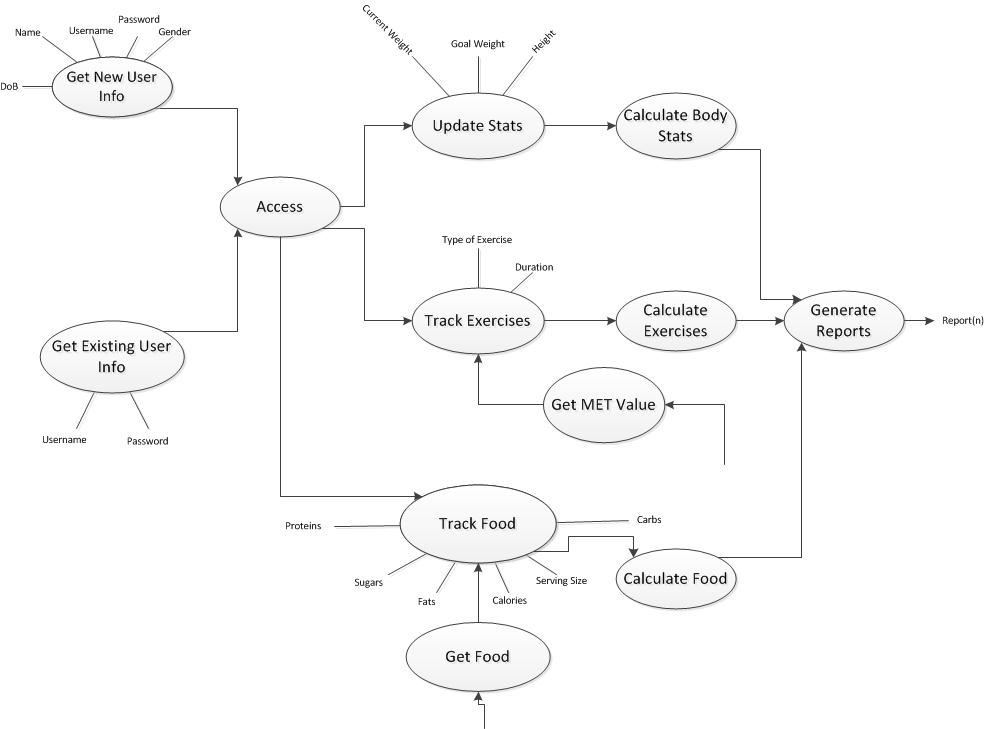 Name
Username
Password
Gender
DoB
Get New User
Info
Current Weight
Goal Weight
Height
Update Stats
Calculate Body
Stats
Access
Type of Exercise
Duration
Track Exercises
Calculate
Exercises
Generate
Reports
Report(n)
Get Existing User
Info
Username
Password
Get MET Value
Proteins
Track Food
Carbs
Sugars
Fats
Calories
Serving Size
Calculate Food
Get Food